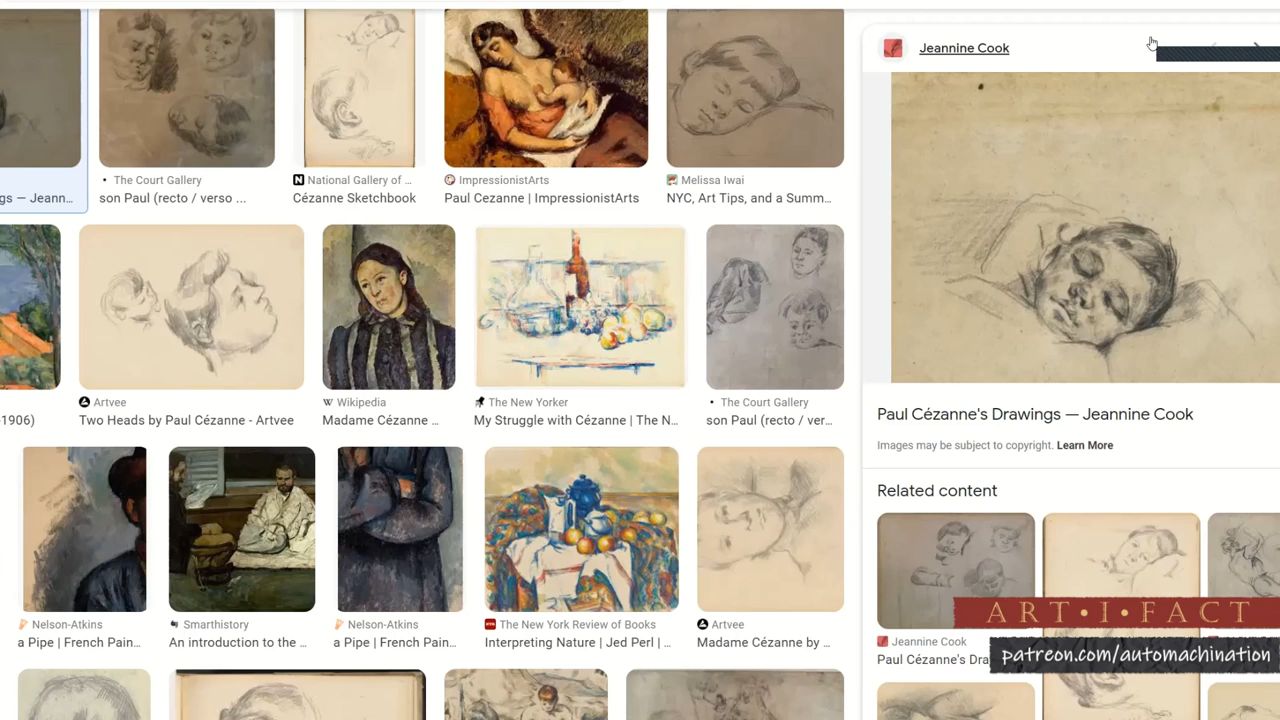 The Court Gallery
son Paul (recto / verso ...
National Gallery of ...
Cézanne Sketchbook
ImpressionistArts
Paul Cezanne | ImpressionistArts
Melissa Iwai
NYC, Art Tips, and a Summ...
gs — Jeann...
1906)
Artvee
Two Heads by Paul Cézanne - Artvee
W Wikipedia
Madame Cézanne ...
The New Yorker
My Struggle with Cézanne | The N...
The Court Gallery
son Paul (recto / ver...
Nelson-Atkins
a Pipe | French Pain...
Smarthistory
An introduction to the ...
Nelson-Atkins
a Pipe | French Pain...
The New York Review of Books
Interpreting Nature | Jed Perl | ...
Artvee
Madame Cézanne by ...
Jeannine Cook
Paul Cézanne's Drawings — Jeannine Cook
Images may be subject to copyright. Learn More
Related content
Jeannine Cook
Paul Cézanne's Dra
ART•I•FACT
patreon.com/automachination